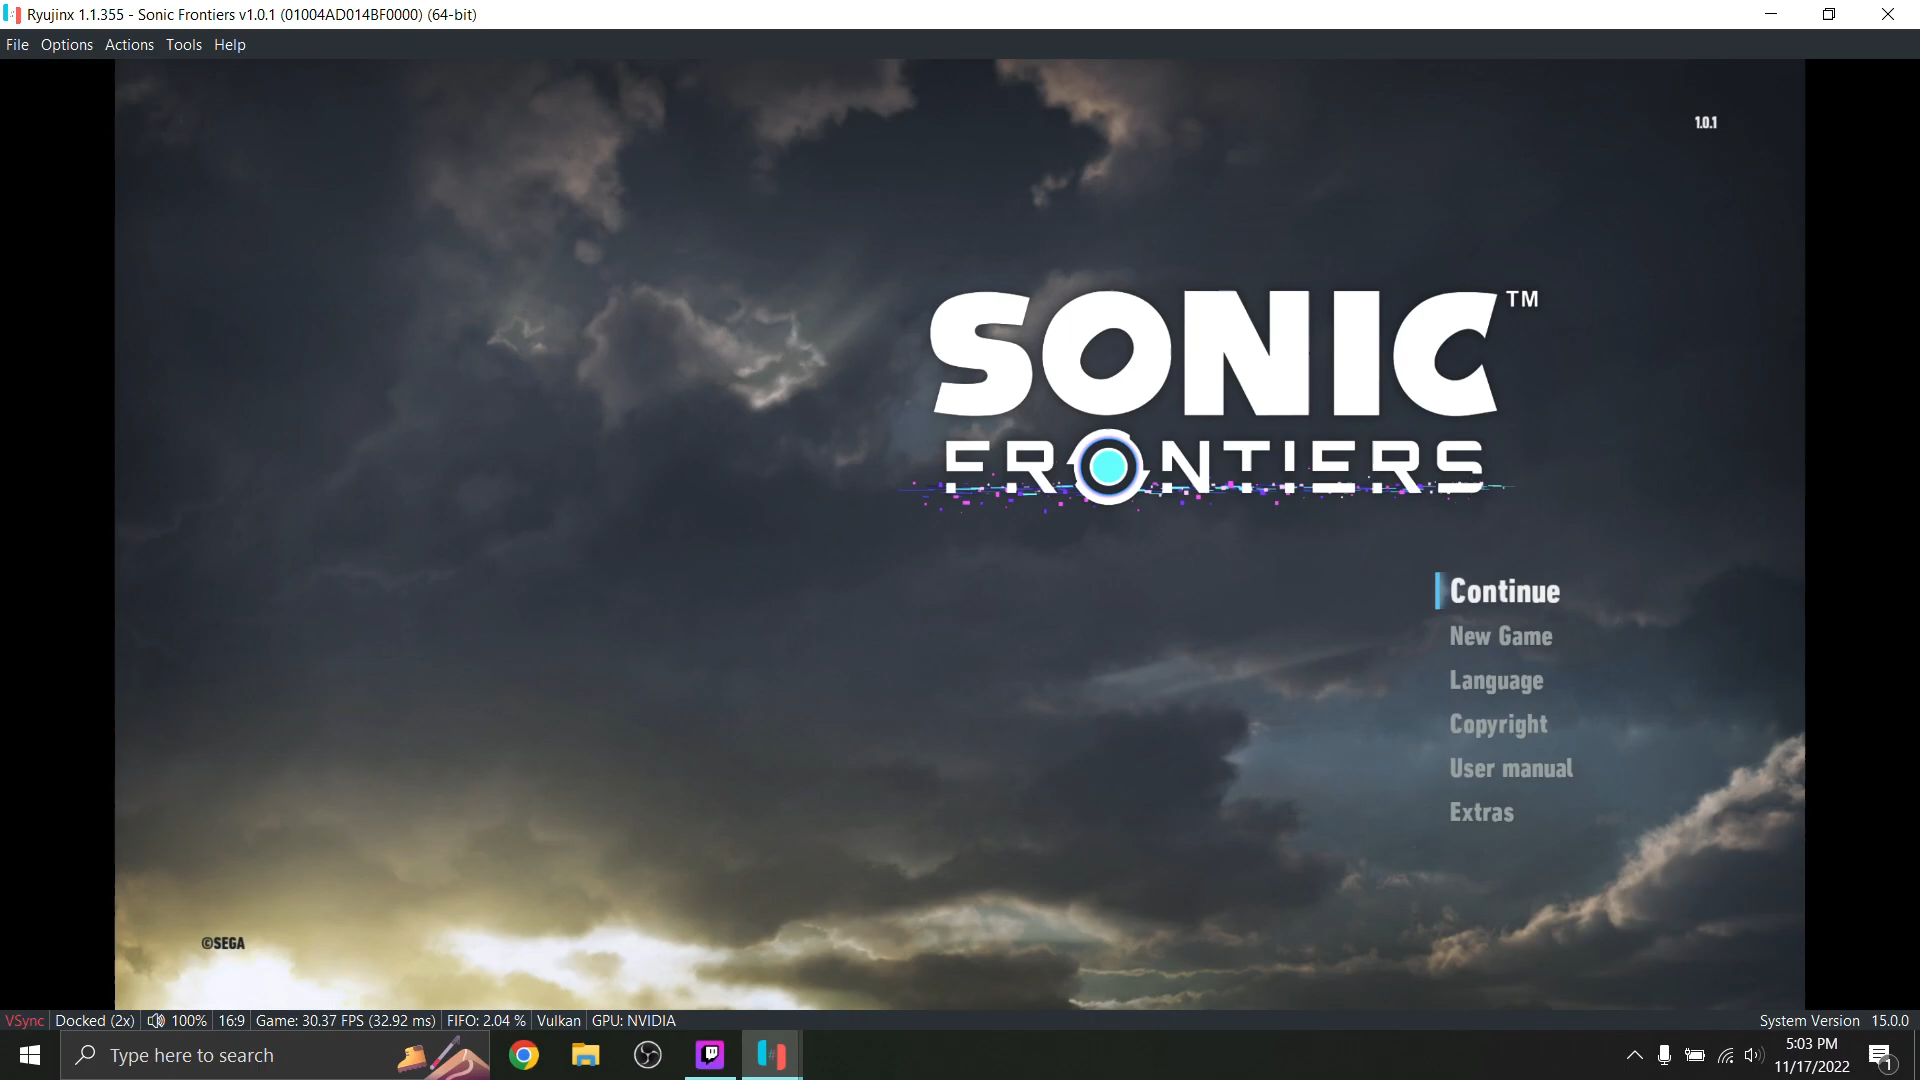 Ryujinx 1.1.355 - Sonic Frontiers v1.0.1 (01004AD014BF0000) (64-bit)
File Options Actions Tools Help
1.0.1
SONIC™
FRONTIERS
Continue
New Game
Language
Copyright
User manual
Extras
©SEGA
VSync Docked (2x) 100% 16:9 Game: 30.37 FPS (32.92 ms) FIFO: 2.04 % Vulkan GPU: NVIDIA System Version 15.0.0
Type here to search
5:03 PM
11/17/2022
1